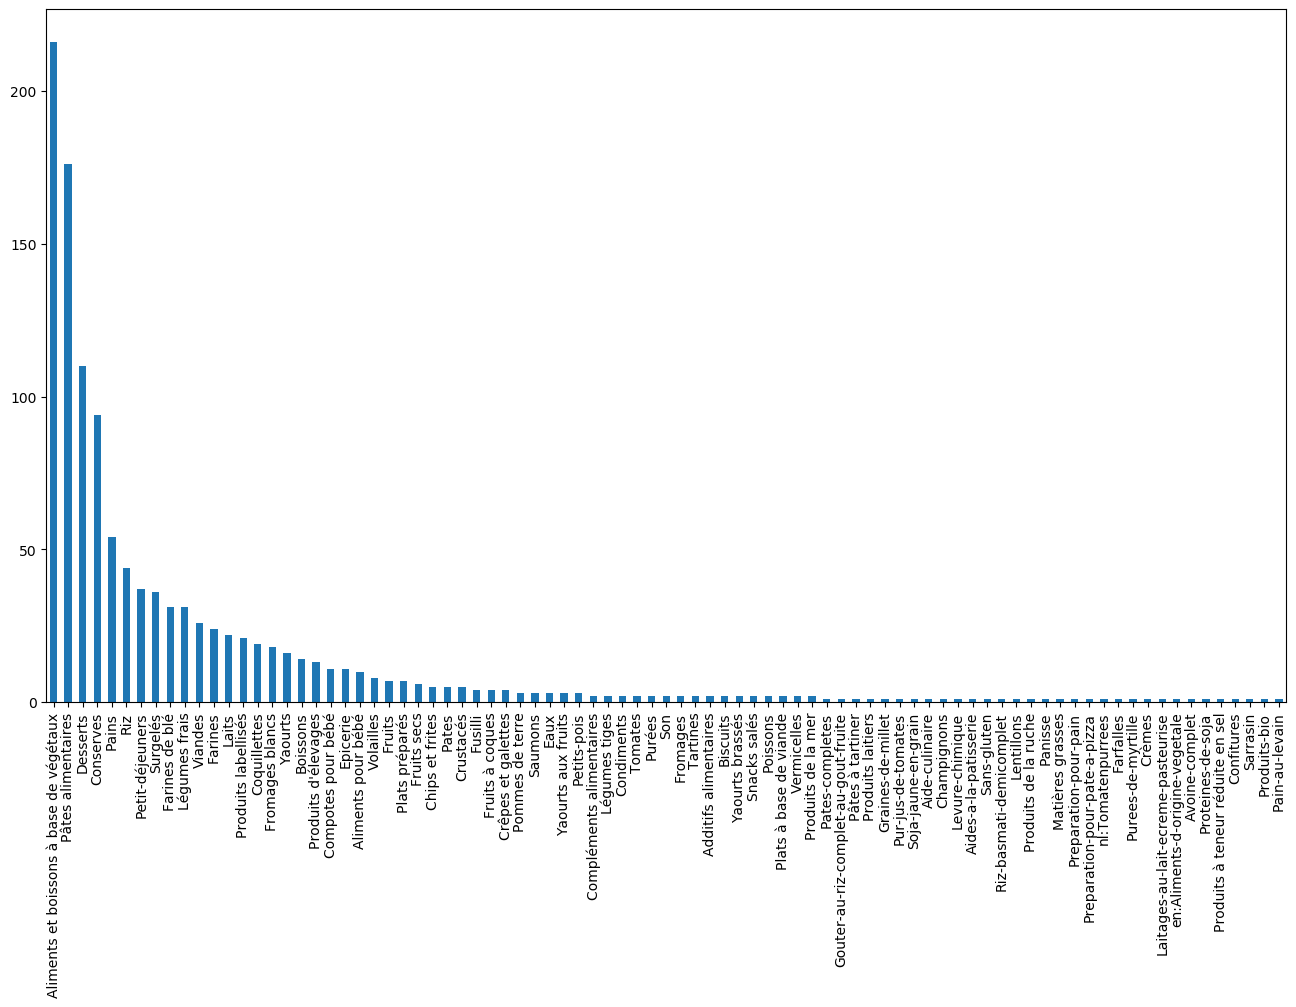 200
150
100
50
0
Aliments et boissons à base de végétaux
Pâtes alimentaires
Desserts
Conserves
Pains
Riz
Petit-déjeuners
Surgelés
Farines de blé
Légumes frais
Viandes
Farines
Laits
Produits labellisés
Coquillettes
Fromages blancs
Yaourts
Boissons
Produits d'élevages
Compotes pour bébé
Epicerie
Aliments pour bébé
Volailles
Fruits
Plats préparés
Fruits secs
Chips et frites
Pates
Crustacés
Fusilli
Fruits à coques
Crêpes et galettes
Pommes de terre
Saumons
Eaux
Yaourts aux fruits
Petits-pois
Compléments alimentaires
Légumes tiges
Condiments
Tomates
Purées
Son
Fromages
Tartines
Additifs alimentaires
Biscuits
Yaourts brassés
Snacks salés
Poissons
Plats à base de viande
Vermicelles
Produits de la mer
Pates-completes
Gouter-au-riz-complet-au-gout-fruite
Pâtes à tartiner
Produits laitiers
Graines-de-millet
Pur-jus-de-tomates
Soja-jaune-en-grain
Aide-culinaire
Champignons
Levure-chimique
Aides-a-la-patisserie
Sans-gluten
Riz-basmati-demicomplet
Lentillons
Produits de la ruche
Panisse
Matières grasses
Preparation-pour-pain
Preparation-pour-pate-a-pizza
nl:Tomatenpurrees
Farfalles
Purees-de-myrtille
Crèmes
Laitages-au-lait-ecreme-pasteurise
en:Aliments-d-origine-vegetale
Avoine-complet
Proteines-de-soja
Produits à teneur réduite en sel
Confitures
Sarrasin
Produits-bio
Pain-au-levain